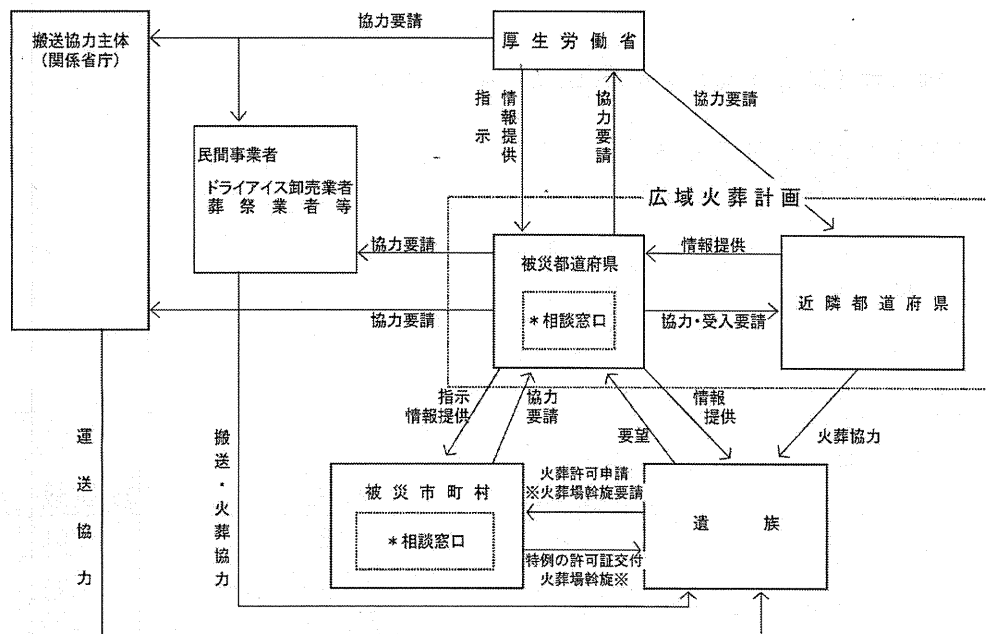 協力要請
搬送協力主体
(関係省庁)
厚生労働省
指示
情報提供
協力要請
協力要請
民間事業者
ドライアイス卸売業者
葬祭業者等
広域火葬計画
協力要請
被災都道府県
*相談窓口
情報提供
近隣都道府県
協力要請
協力・受入要請
指示
情報提供
協力
要請
情報
提供
要望
火葬協力
運送協力
搬送・火葬協力
被災市町村
*相談窓口
火葬許可申請
※火葬場斡旋要請
遺族
特例の許可証交付
火葬場斡旋※